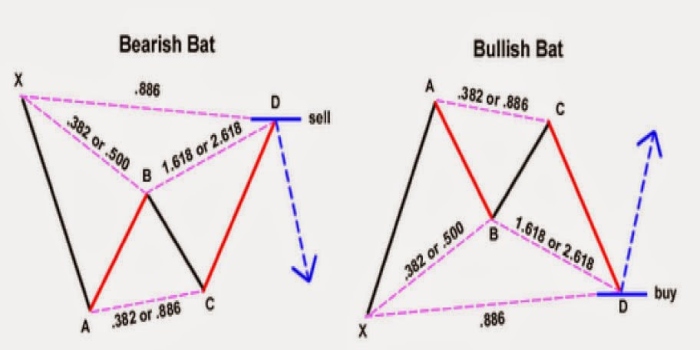 Bearish Bat
X
.886
D
sell
.382 or .500
B
1.618 or 2.618
A
.382 or .886
C
Bullish Bat
A
.382 or .886
C
.382 or .500
B
1.618 or 2.618
buy
D
X
.886